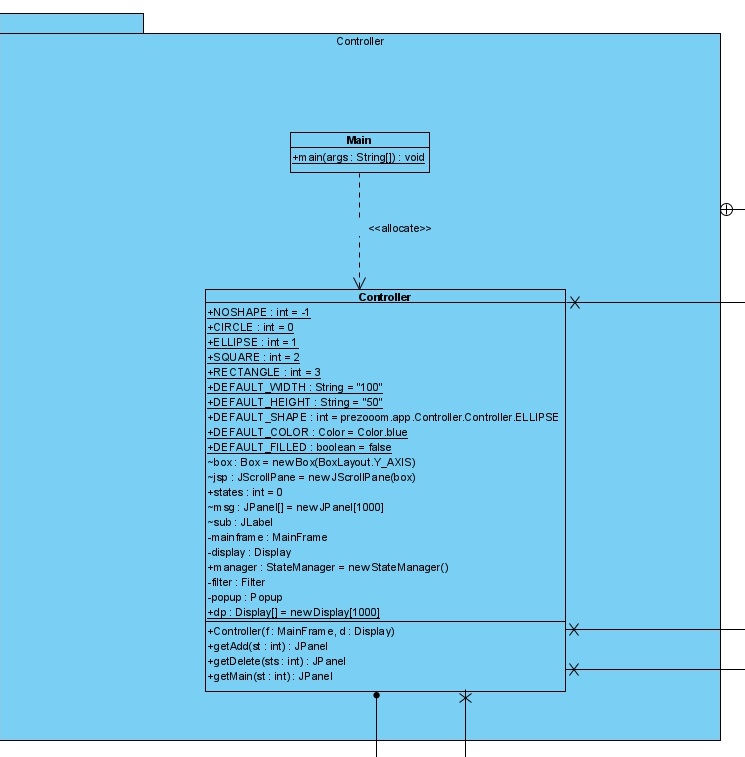 Controller
Main
+main(args : String[]) : void
<<allocate>>
Controller
+NOSHAPE : int = -1
+CIRCLE : int = 0
+ELLIPSE : int = 1
+SQUARE : int = 2
+RECTANGLE : int = 3
+DEFAULT_WIDTH : String = "100"
+DEFAULT_HEIGHT : String = "50"
+DEFAULT_SHAPE : int = prezooom.app.Controller.Controller.ELLIPSE
+DEFAULT_COLOR : Color = Color.blue
+DEFAULT_FILLED : boolean = false
~box : Box = newBox(BoxLayout.Y_AXIS)
~jsp : JScrollPane = newJScrollPane(box)
+states : int = 0
~msg : JPanel[] = newJPanel[1000]
~sub : JLabel
-mainframe : MainFrame
-display : Display
+manager : StateManager = newStateManager()
-filter : Filter
-popup : Popup
+dp : Display[] = newDisplay[1000]
+Controller(f : MainFrame, d : Display)
+getAdd(st : int) : JPanel
+getDelete(sts : int) : JPanel
+getMain(st : int) : JPanel